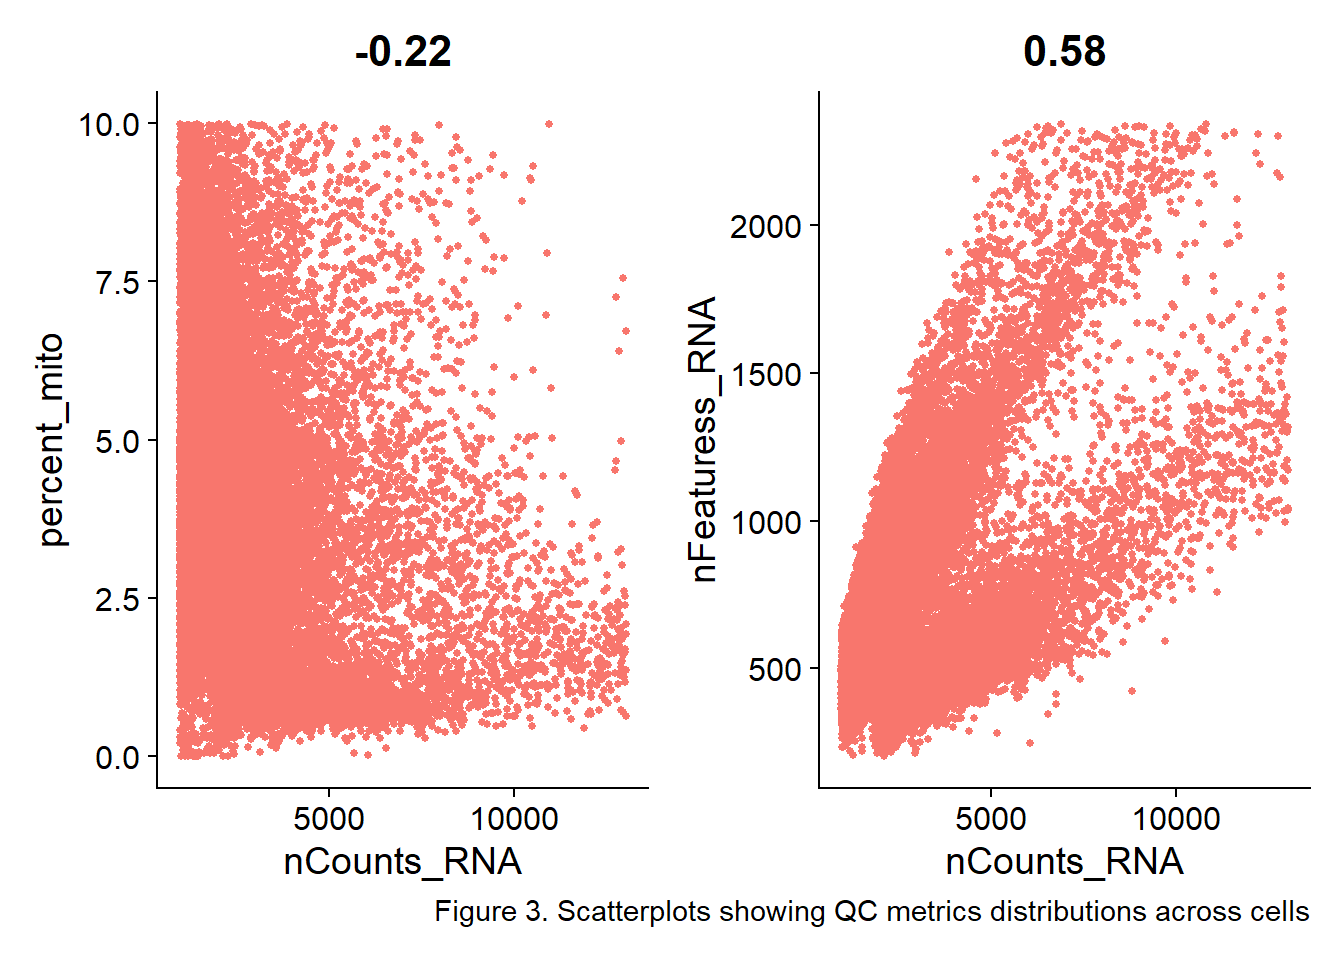 -0.22
10.0
7.5
5.0
2.5
0.0
percent_mito
5000 10000
nCounts_RNA
0.58
2000
1500
1000
500
nFeaturess_RNA
5000 10000
nCounts_RNA
Figure 3. Scatterplots showing QC metrics distributions across cells